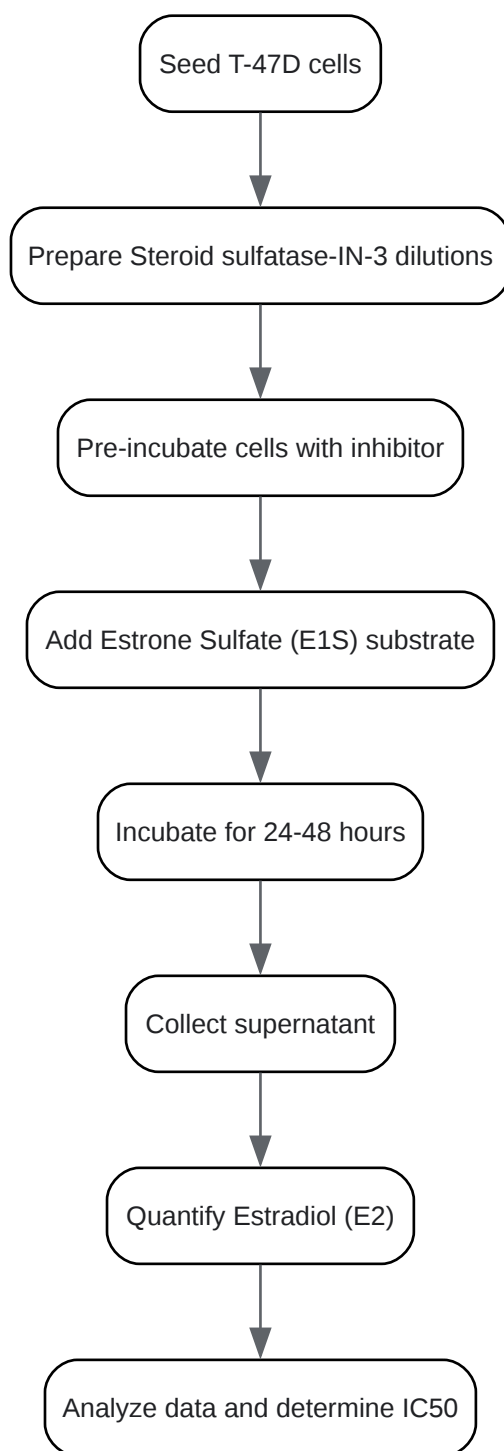 Seed T-47D cells
Prepare Steroid sulfatase-IN-3 dilutions
Pre-incubate cells with inhibitor
Add Estrone Sulfate (E1S) substrate
Incubate for 24-48 hours
Collect supernatant
Quantify Estradiol (E2)
Analyze data and determine IC50